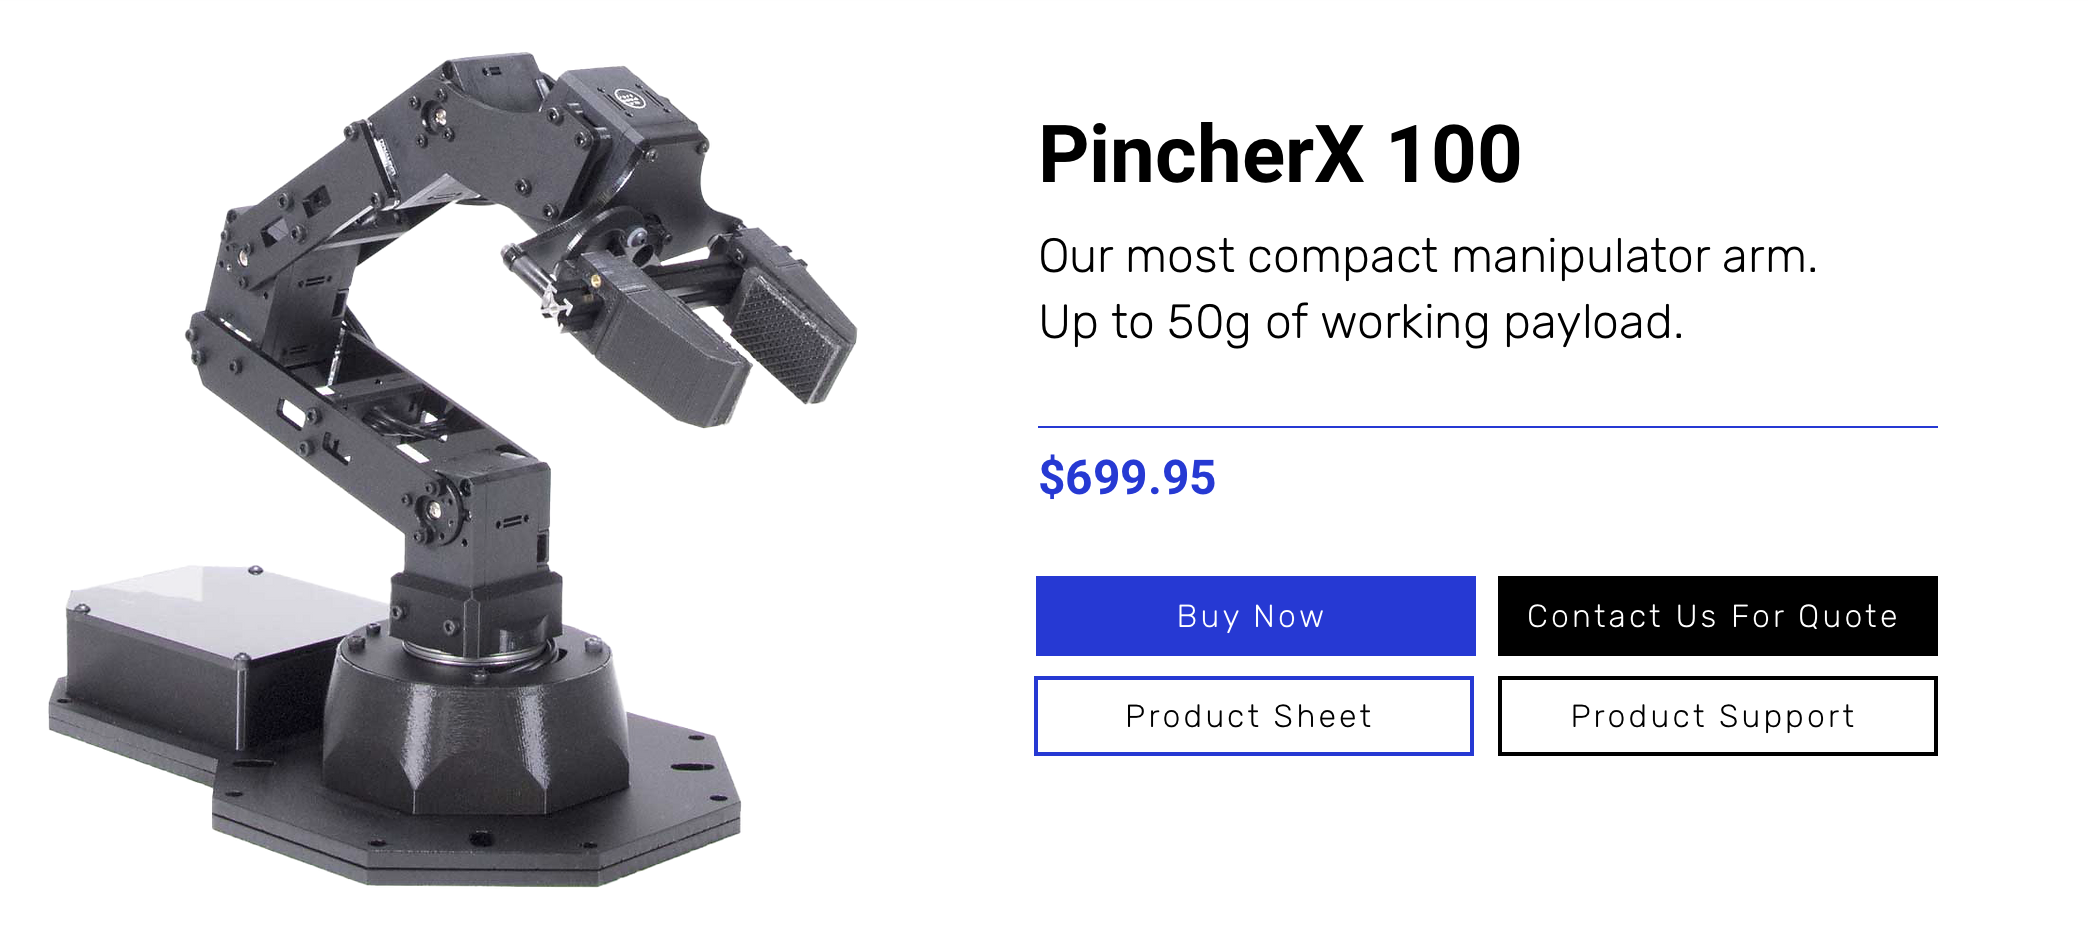 PincherX 100
Our most compact manipulator arm.
Up to 50g of working payload.
$699.95
Buy Now
Contact Us For Quote
Product Sheet
Product Support